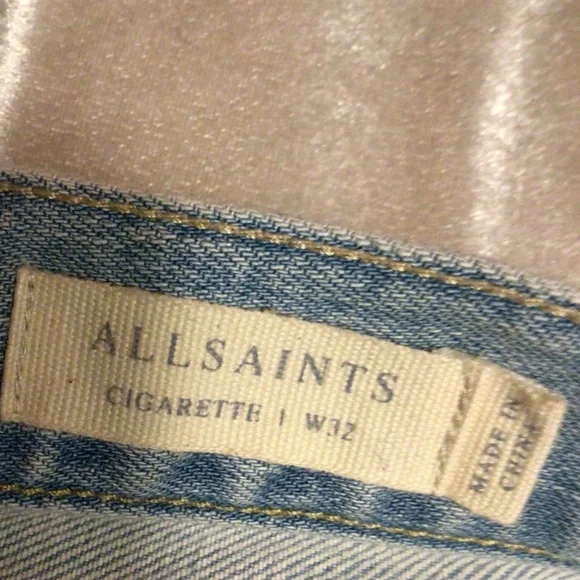 ALLSAINTS
CIGARETTE | W32
MADE IN
CHINA